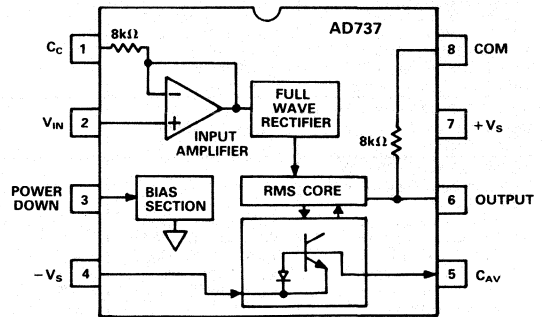 AD737
C_C 1 8kΩ
8 COM
V_IN 2
− +
INPUT AMPLIFIER
FULL WAVE RECTIFIER
7 +V_S
8kΩ
POWER DOWN 3
BIAS SECTION
RMS CORE
6 OUTPUT
−V_S 4
5 C_AV